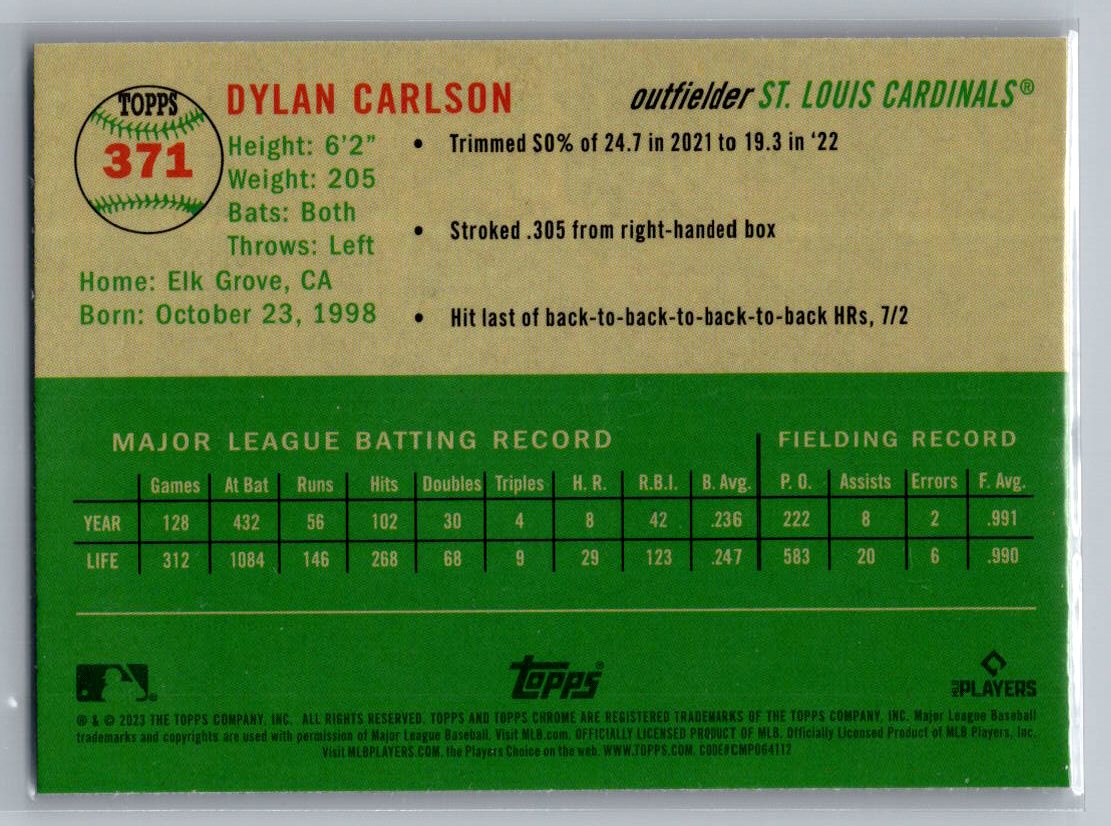 TOPPS
371
DYLAN CARLSON
outfielder ST. LOUIS CARDINALS®
Height: 6'2"
Weight: 205
Bats: Both
Throws: Left
Home: Elk Grove, CA
Born: October 23, 1998
• Trimmed SO% of 24.7 in 2021 to 19.3 in '22
• Stroked .305 from right-handed box
• Hit last of back-to-back-to-back-to-back HRs, 7/2
MAJOR LEAGUE BATTING RECORD FIELDING RECORD
Games At Bat Runs Hits Doubles Triples H. R. R.B.I. B. Avg. P. O. Assists Errors F. Avg.
YEAR 128 432 56 102 30 4 8 42 .236 222 8 2 .991
LIFE 312 1084 146 268 68 9 29 123 .247 583 20 6 .990
topps®
MLB PLAYERS
® & © 2023 THE TOPPS COMPANY, INC. ALL RIGHTS RESERVED. TOPPS AND TOPPS CHROME ARE REGISTERED TRADEMARKS OF THE TOPPS COMPANY, INC. Major League Baseball
trademarks and copyrights are used with permission of Major League Baseball. Visit MLB.com. OFFICIALLY LICENSED PRODUCT OF MLB. Officially Licensed Product of MLB Players, Inc.
Visit MLBPLAYERS.COM, the Players Choice on the web. WWW.TOPPS.COM. CODE#CMP064112